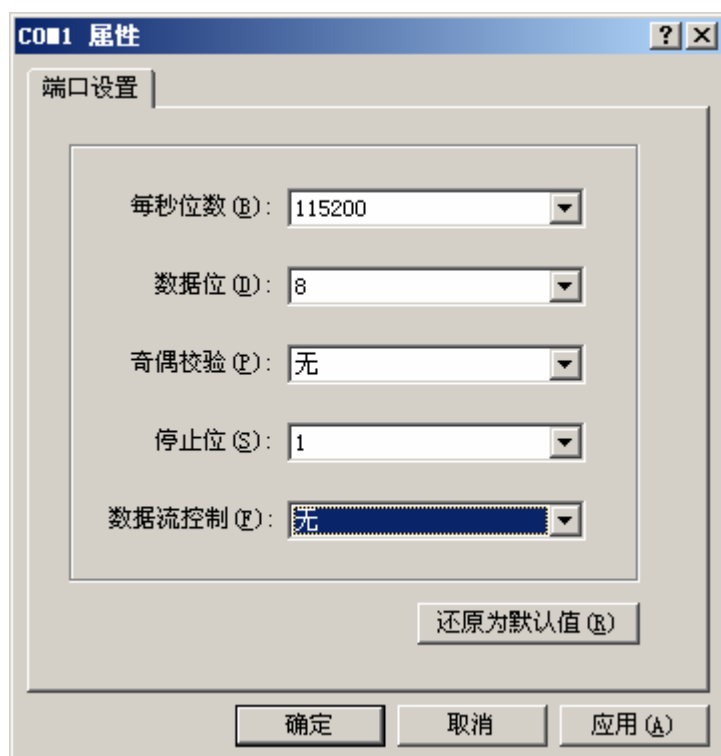 COM1 属性
端口设置
每秒位数(B): 115200
数据位(D): 8
奇偶校验(P): 无
停止位(S): 1
数据流控制(F): 无
还原为默认值(R)
确定 取消 应用(A)